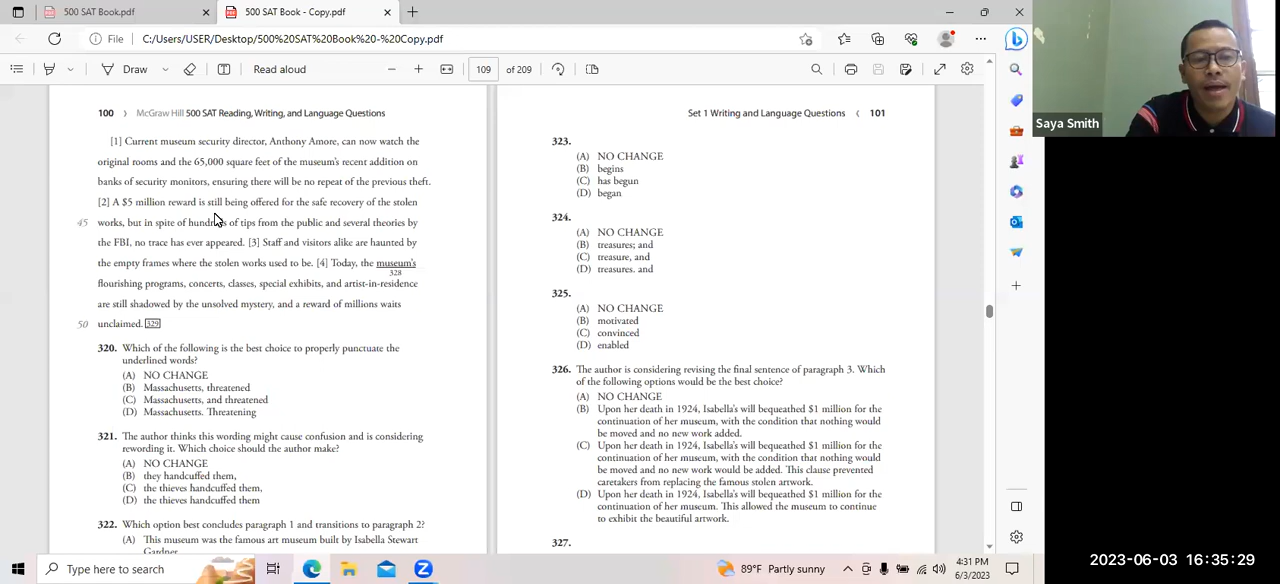 500 SAT Book.pdf
500 SAT Book - Copy.pdf
File
C:/Users/USER/Desktop/500%20SAT%20Book%20-%20Copy.pdf
Draw
Read aloud
109 of 209
100 McGraw Hill 500 SAT Reading, Writing, and Language Questions
[1] Current museum security director, Anthony Amore, can now watch the
original rooms and the 65,000 square feet of the museum's recent addition on
banks of security monitors, ensuring there will be no repeat of the previous theft.
[2] A $5 million reward is still being offered for the safe recovery of the stolen
45 works, but in spite of hundreds of tips from the public and several theories by
the FBI, no trace has ever appeared. [3] Staff and visitors alike are haunted by
the empty frames where the stolen works used to be. [4] Today, the museum's
328
flourishing programs, concerts, classes, special exhibits, and artist-in-residence
are still shadowed by the unsolved mystery, and a reward of millions waits
50 unclaimed. 329
320. Which of the following is the best choice to properly punctuate the
underlined words?
(A) NO CHANGE
(B) Massachusetts, threatened
(C) Massachusetts, and threatened
(D) Massachusetts. Threatening
321. The author thinks this wording might cause confusion and is considering
rewording it. Which choice should the author make?
(A) NO CHANGE
(B) they handcuffed them,
(C) the thieves handcuffed them,
(D) the thieves handcuffed them
322. Which option best concludes paragraph 1 and transitions to paragraph 2?
(A) This museum was the famous art museum built by Isabella Stewart
Gardner
Set 1 Writing and Language Questions 101
323.
(A) NO CHANGE
(B) begins
(C) has begun
(D) began
324.
(A) NO CHANGE
(B) treasures; and
(C) treasure, and
(D) treasures. and
325.
(A) NO CHANGE
(B) motivated
(C) convinced
(D) enabled
326. The author is considering revising the final sentence of paragraph 3. Which
of the following options would be the best choice?
(A) NO CHANGE
(B) Upon her death in 1924, Isabella's will bequeathed $1 million for the
continuation of her museum, with the condition that nothing would
be moved and no new work added.
(C) Upon her death in 1924, Isabella's will bequeathed $1 million for the
continuation of her museum, with the condition that nothing would
be moved and no new work would be added. This clause prevented
caretakers from replacing the famous stolen artwork.
(D) Upon her death in 1924, Isabella's will bequeathed $1 million for the
continuation of her museum. This allowed the museum to continue
to exhibit the beautiful artwork.
327.
Saya Smith
Type here to search
89°F Partly sunny
4:31 PM
6/3/2023
2023-06-03 16:35:29